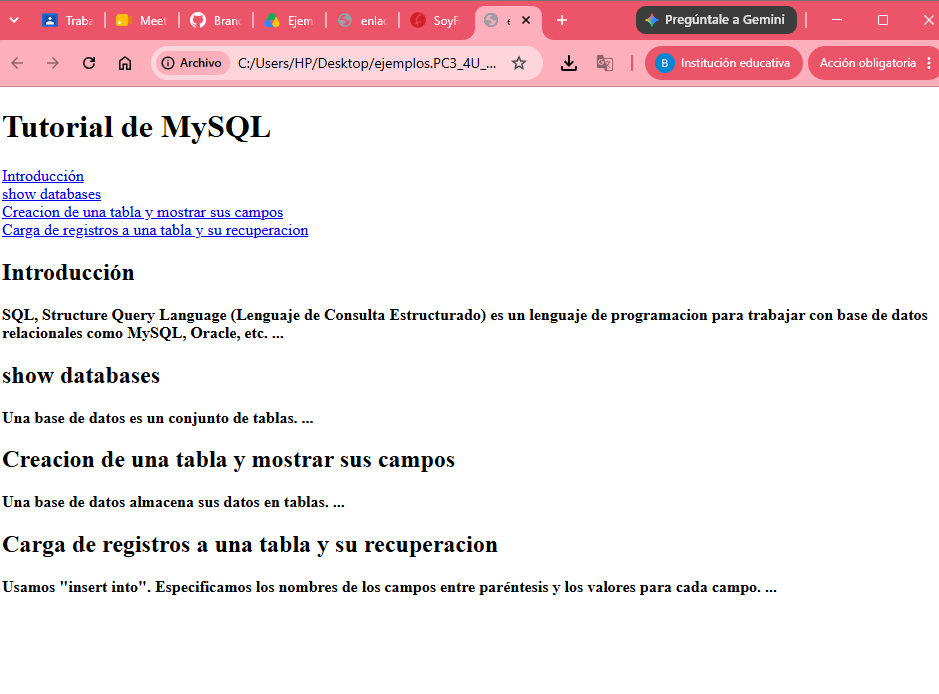 Traba
Meet
Branc
Ejem
enlac
SoyF
e
Pregúntale a Gemini
Archivo
C:/Users/HP/Desktop/ejemplos.PC3_4U_...
B
Institución educativa
Acción obligatoria
Tutorial de MySQL
Introducción
show databases
Creacion de una tabla y mostrar sus campos
Carga de registros a una tabla y su recuperacion
Introducción
SQL, Structure Query Language (Lenguaje de Consulta Estructurado) es un lenguaje de programacion para trabajar con base de datos
relacionales como MySQL, Oracle, etc. ...
show databases
Una base de datos es un conjunto de tablas. ...
Creacion de una tabla y mostrar sus campos
Una base de datos almacena sus datos en tablas. ...
Carga de registros a una tabla y su recuperacion
Usamos "insert into". Especificamos los nombres de los campos entre paréntesis y los valores para cada campo. ...